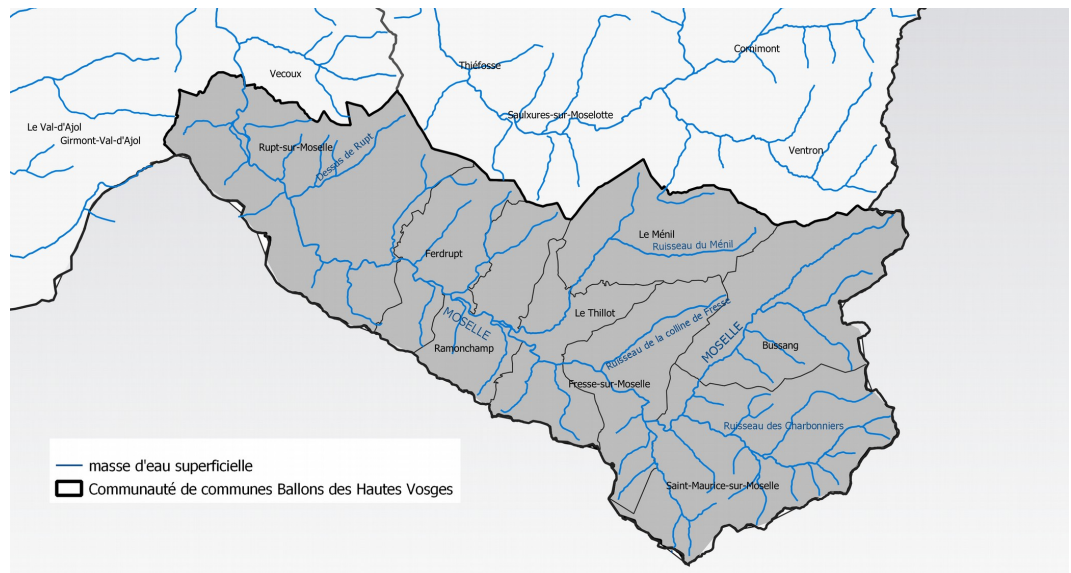 Cornimont
Thiéfosse
Vecoux
Saulxures-sur-Moselotte
Le Val-d'Ajol
Girmont-Val-d'Ajol
Rupt-sur-Moselle
Ventron
Dessus de Rupt
Le Ménil
Ruisseau du Ménil
Ferdrupt
Le Thillot
MOSELLE
Ruisseau de la colline de Fresse
MOSELLE
Bussang
Ramonchamp
Fresse-sur-Moselle
Ruisseau des Charbonniers
masse d'eau superficielle
Communauté de communes Ballons des Hautes Vosges
Saint-Maurice-sur-Moselle